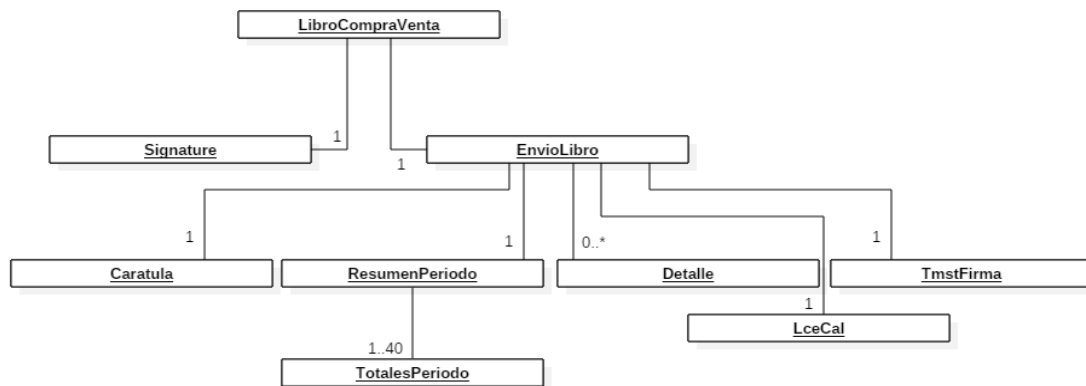 LibroCompraVenta
1
Signature
EnvioLibro
1
1
1
0..*
1
Caratula
ResumenPeriodo
Detalle
TmstFirma
1
LceCal
1..40
TotalesPeriodo